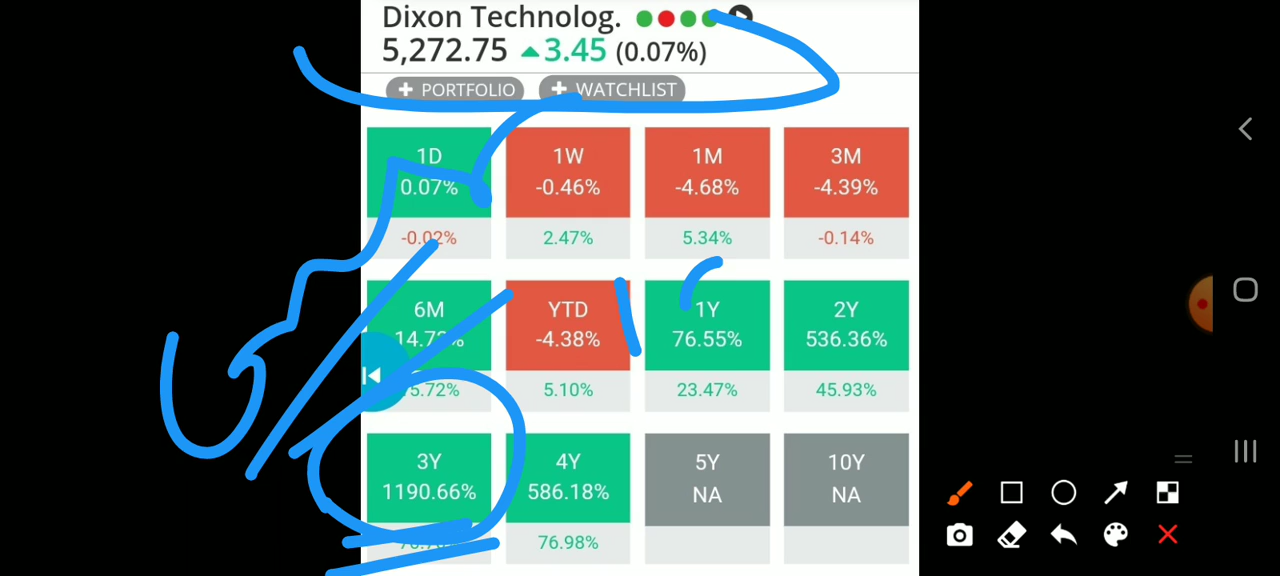 Dixon Technolog.
5,272.75 ▲ 3.45 (0.07%)
+ PORTFOLIO + WATCHLIST
1D 1W 1M 3M
0.07% -0.46% -4.68% -4.39%
-0.02% 2.47% 5.34% -0.14%
6M YTD 1Y 2Y
-4.38% 76.55% 536.36%
5.10% 23.47% 45.93%
3Y 4Y 5Y 10Y
1190.66% 586.18% NA NA
76.98%